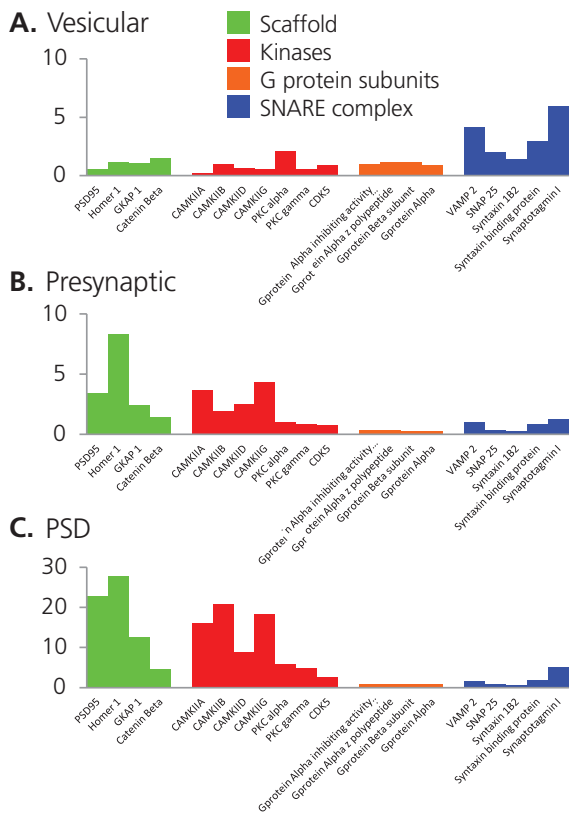 A. Vesicular
Scaffold
Kinases
G protein subunits
SNARE complex
10
5
0
PSD95
Homer 1
GKAP 1
Catenin Beta
CAMKIIA
CAMKIIB
CAMKIID
CAMKIIG
PKC alpha
PKC gamma
CDK5
Gprotein Alpha inhibiting activity...
Gprot ein Alpha z polypeptide
Gprotein Beta subunit
Gprotein Alpha
VAMP 2
SNAP 25
Syntaxin 1B2
Syntaxin binding protein
Synaptotagmin I
B. Presynaptic
10
5
0
PSD95
Homer 1
GKAP 1
Catenin Beta
CAMKIIA
CAMKIIB
CAMKIID
CAMKIIG
PKC alpha
PKC gamma
CDK5
Gprotein Alpha inhibiting activity...
Gpr otein Alpha z polypeptide
Gprotein Beta subunit
Gprotein Alpha
VAMP 2
SNAP 25
Syntaxin 1B2
Syntaxin binding protein
Synaptotagmin I
C. PSD
30
20
10
0
PSD95
Homer 1
GKAP 1
Catenin Beta
CAMKIIA
CAMKIIB
CAMKIID
CAMKIIG
PKC alpha
PKC gamma
CDK5
Gprotein Alpha inhibiting activity...
Gprotein Alpha z polypeptide
Gprotein Beta subunit
Gprotein Alpha
VAMP 2
SNAP 25
Syntaxin 1B2
Syntaxin binding protein
Synaptotagmin I